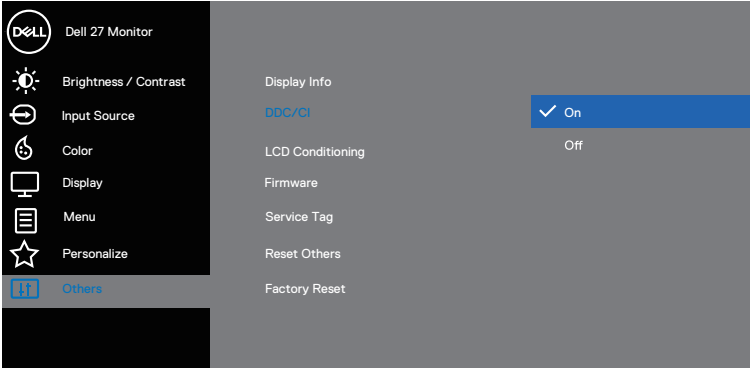 DELL
Dell 27 Monitor
Brightness / Contrast
Input Source
Color
Display
Menu
Personalize
Others
Display Info
DDC/CI
LCD Conditioning
Firmware
Service Tag
Reset Others
Factory Reset
On
Off